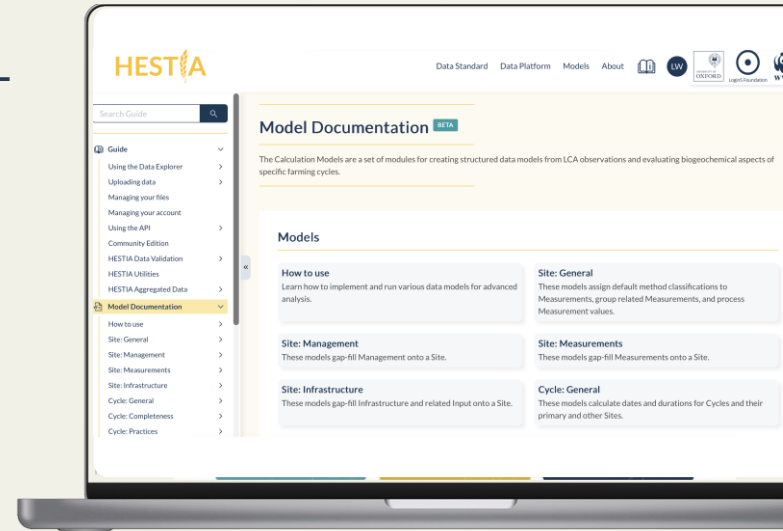 HESTIA
Data Standard Data Platform Models About LW
UNIVERSITY OF
OXFORD
Login5 Foundation
Search Guide
Guide
Using the Data Explorer
Uploading data
Managing your files
Managing your account
Using the API
Community Edition
HESTIA Data Validation
HESTIA Utilities
HESTIA Aggregated Data
Model Documentation
How to use
Site: General
Site: Management
Site: Measurements
Site: Infrastructure
Cycle: General
Cycle: Completeness
Cycle: Practices
«
Model Documentation BETA
The Calculation Models are a set of modules for creating structured data models from LCA observations and evaluating biogeochemical aspects of
specific farming cycles.
Models
How to use
Learn how to implement and run various data models for advanced
analysis.
Site: General
These models assign default method classifications to
Measurements, group related Measurements, and process
Measurement values.
Site: Management
These models gap-fill Management onto a Site.
Site: Measurements
These models gap-fill Measurements onto a Site.
Site: Infrastructure
These models gap-fill Infrastructure and related Input onto a Site.
Cycle: General
These models calculate dates and durations for Cycles and their
primary and other Sites.